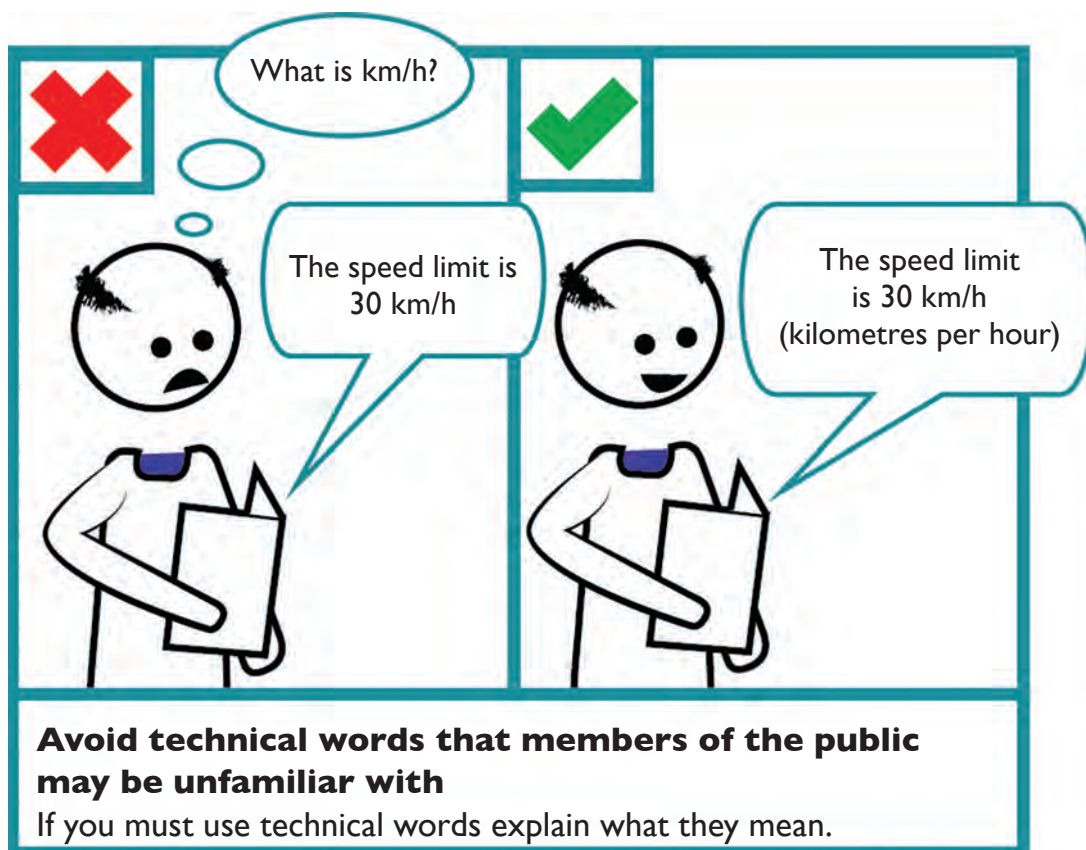 What is km/h?
The speed limit is
30 km/h
The speed limit
is 30 km/h
(kilometres per hour)
Avoid technical words that members of the public
may be unfamiliar with
If you must use technical words explain what they mean.